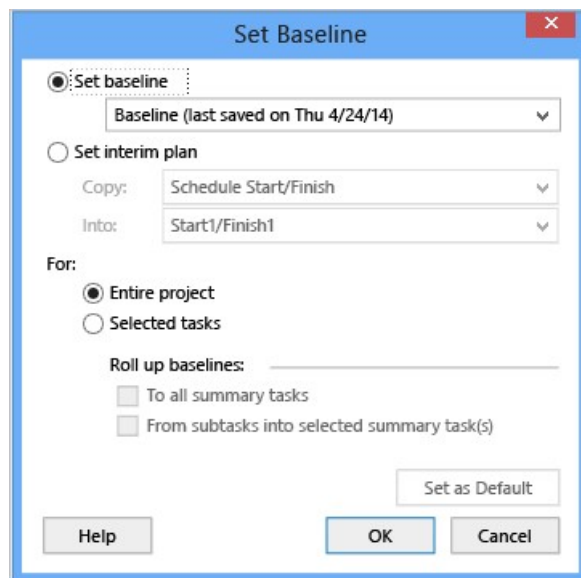 Set Baseline
Set baseline
Baseline (last saved on Thu 4/24/14)
Set interim plan
Copy: Schedule Start/Finish
Into: Start1/Finish1
For:
Entire project
Selected tasks
Roll up baselines:
To all summary tasks
From subtasks into selected summary task(s)
Set as Default
Help OK Cancel